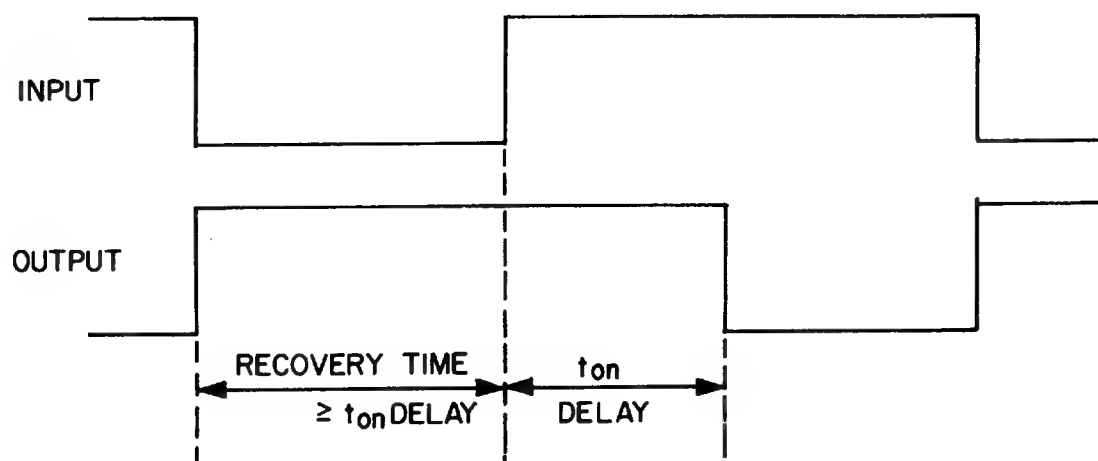 INPUT
OUTPUT
RECOVERY TIME
≥ ton DELAY
ton
DELAY